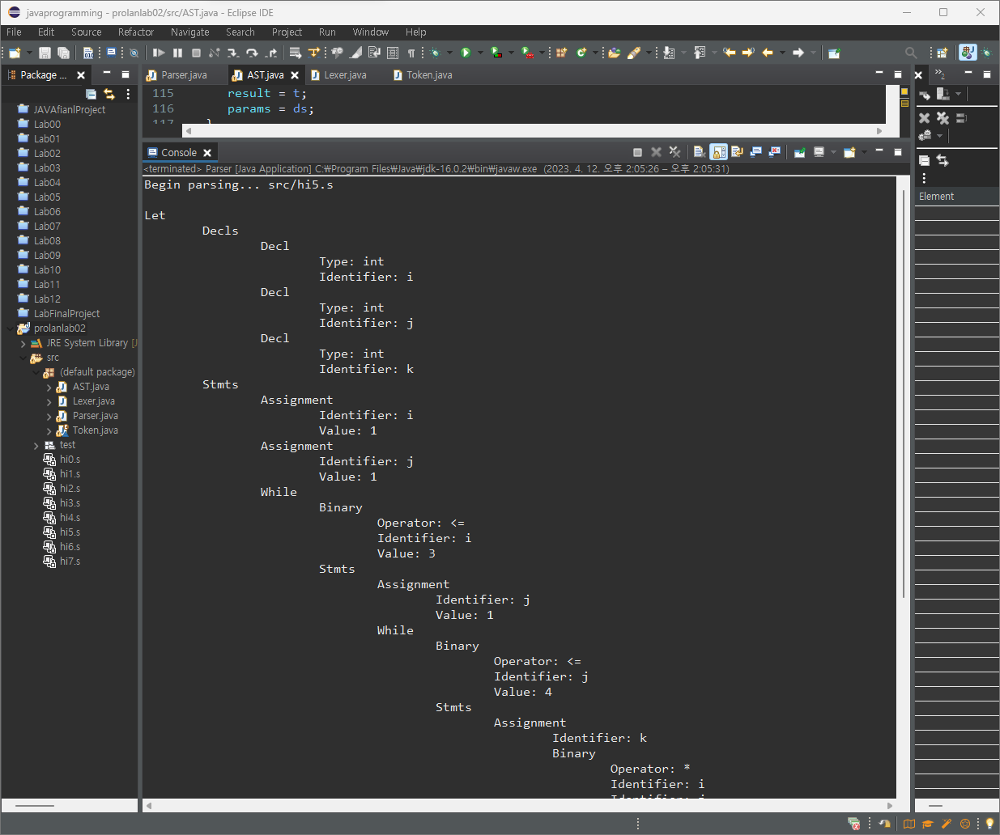 javaprogramming - prolanlab02/src/AST.java - Eclipse IDE
File Edit Source Refactor Navigate Search Project Run Window Help
Package ...
Parser.java AST.java Lexer.java Token.java
115 result = t;
116 params = ds;
117 }
JAVAfianlProject
Lab00
Lab01
Lab02
Lab03
Lab04
Lab05
Lab06
Lab07
Lab08
Lab09
Lab10
Lab11
Lab12
LabFinalProject
prolanlab02
JRE System Library [J
src
(default package)
AST.java
Lexer.java
Parser.java
Token.java
test
hi0.s
hi1.s
hi2.s
hi3.s
hi4.s
hi5.s
hi6.s
hi7.s
Console
<terminated> Parser [Java Application] C:₩Program Files₩Java₩jdk-16.0.2₩bin₩javaw.exe (2023. 4. 12. 오후 2:05:26 – 오후 2:05:31)
Begin parsing... src/hi5.s
Let
Decls
Decl
Type: int
Identifier: i
Decl
Type: int
Identifier: j
Decl
Type: int
Identifier: k
Stmts
Assignment
Identifier: i
Value: 1
Assignment
Identifier: j
Value: 1
While
Binary
Operator: <=
Identifier: i
Value: 3
Stmts
Assignment
Identifier: j
Value: 1
While
Binary
Operator: <=
Identifier: j
Value: 4
Stmts
Assignment
Identifier: k
Binary
Operator: *
Identifier: i
Identifier: j
Element